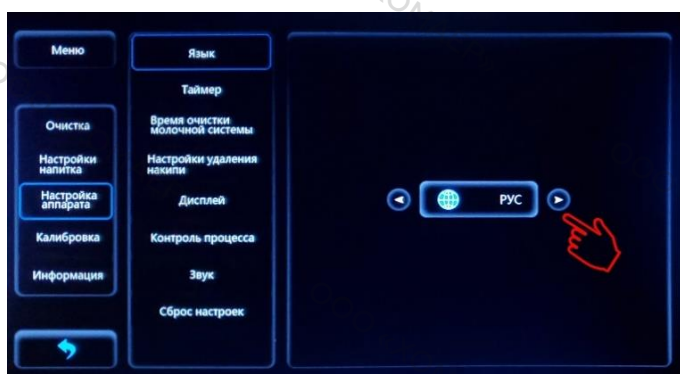 Меню
Очистка
Настройки
напитка
Настройка
аппарата
Калибровка
Информация
Язык
Таймер
Время очистки
молочной системы
Настройки удаления
накипи
Дисплей
Контроль процесса
Звук
Сброс настроек
РУС